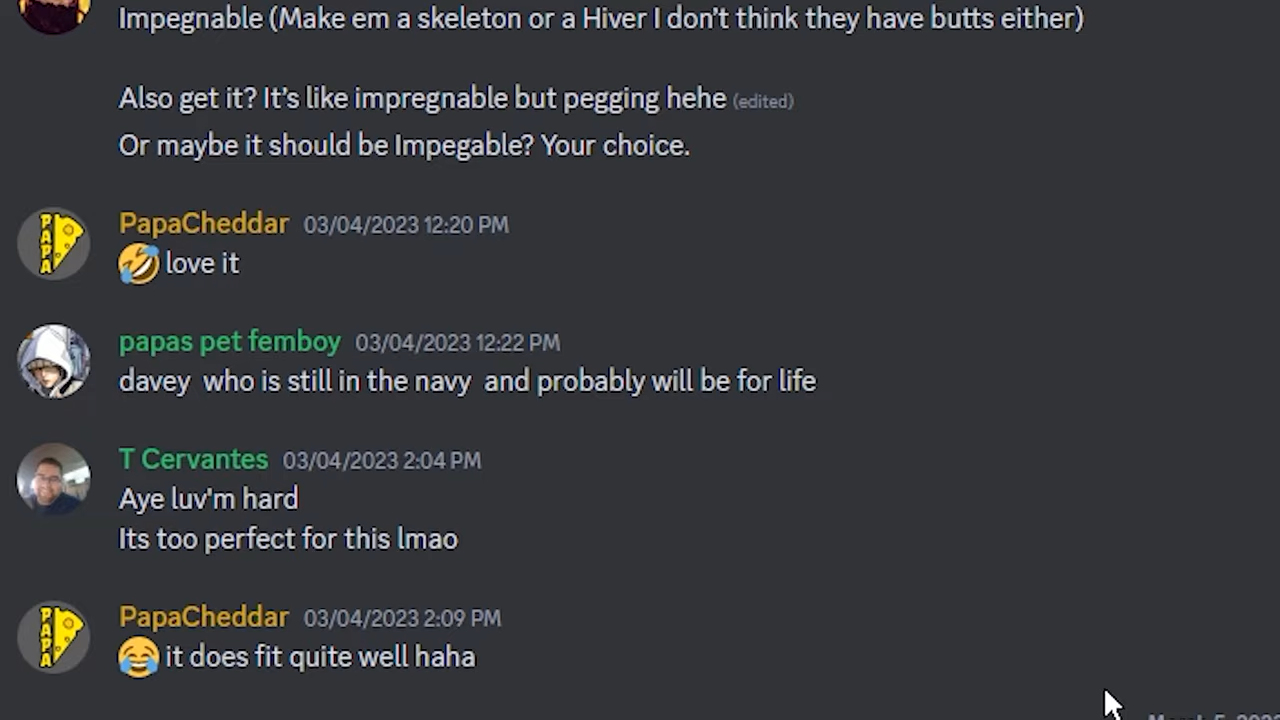 Impegnable (Make em a skeleton or a Hiver I don't think they have butts either)
Also get it? It's like impregnable but pegging hehe (edited)
Or maybe it should be Impegable? Your choice.
PAPA
PapaCheddar 03/04/2023 12:20 PM
🤣 love it
papas pet femboy 03/04/2023 12:22 PM
davey who is still in the navy and probably will be for life
T Cervantes 03/04/2023 2:04 PM
Aye luv'm hard
Its too perfect for this lmao
PAPA
PapaCheddar 03/04/2023 2:09 PM
😂 it does fit quite well haha